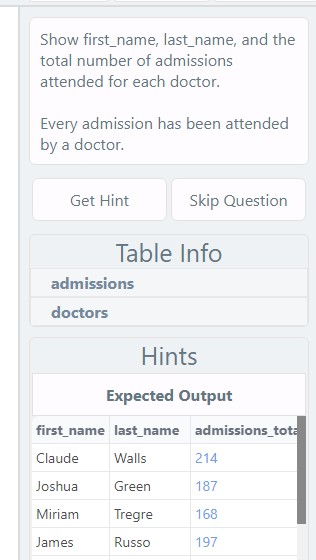 Show first_name, last_name, and the
total number of admissions
attended for each doctor.
Every admission has been attended
by a doctor.
Get Hint Skip Question
Table Info
admissions
doctors
Hints
Expected Output
first_name last_name admissions_tota
Claude Walls 214
Joshua Green 187
Miriam Tregre 168
James Russo 197